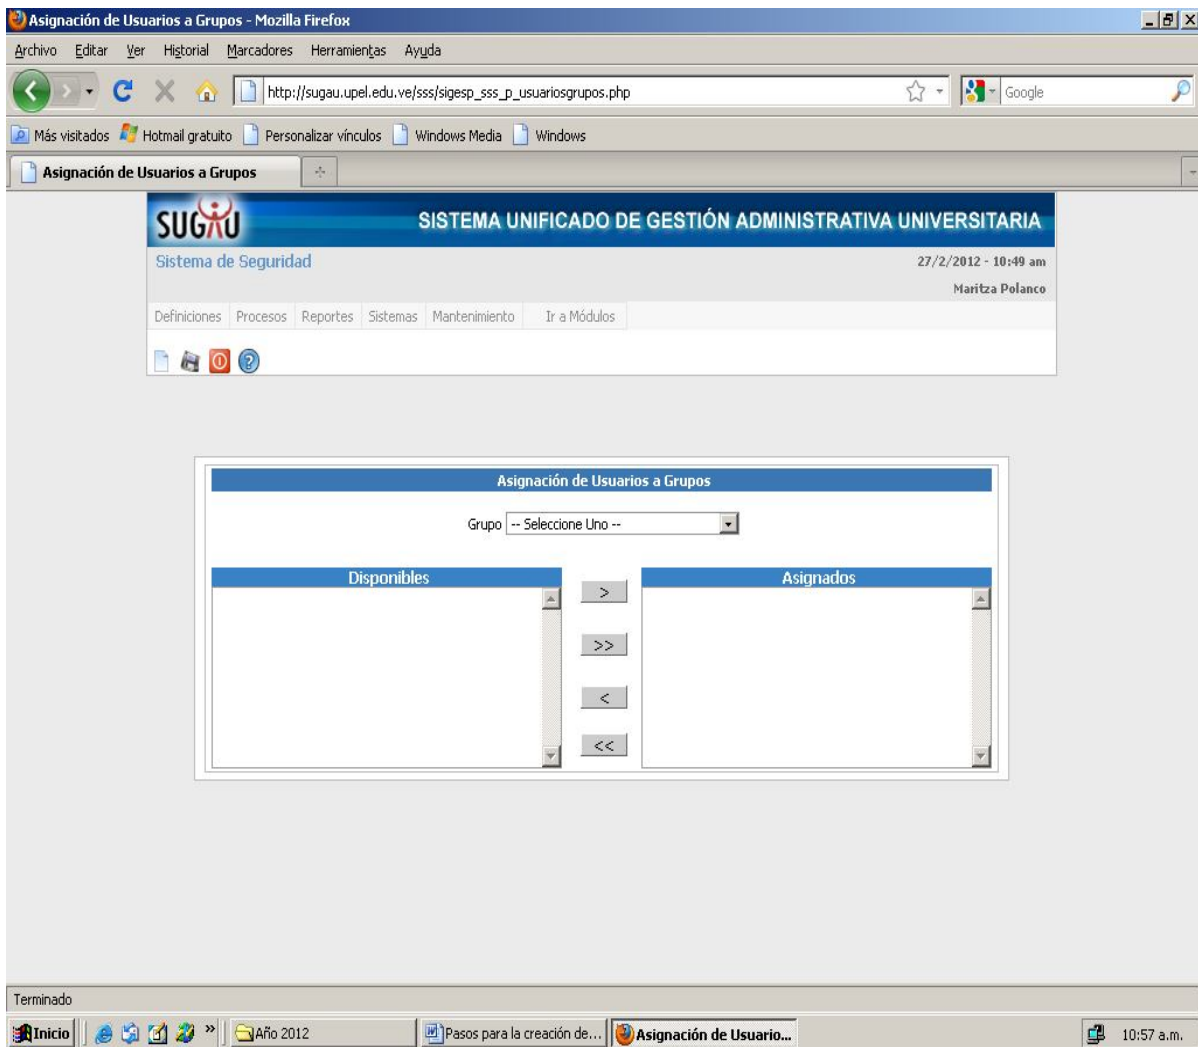 Asignación de Usuarios a Grupos - Mozilla Firefox
Archivo Editar Ver Historial Marcadores Herramientas Ayuda
http://sugau.upel.edu.ve/sss/sigesp_sss_p_usuariosgrupos.php Google
Más visitados Hotmail gratuito Personalizar vínculos Windows Media Windows
Asignación de Usuarios a Grupos
SUGAU SISTEMA UNIFICADO DE GESTIÓN ADMINISTRATIVA UNIVERSITARIA
Sistema de Seguridad 27/2/2012 - 10:49 am
Maritza Polanco
Definiciones Procesos Reportes Sistemas Mantenimiento Ir a Módulos
Asignación de Usuarios a Grupos
Grupo -- Seleccione Uno --
Disponibles > Asignados
>>
<
<<
Terminado
Inicio » Año 2012 Pasos para la creación de... Asignación de Usuario... 10:57 a.m.